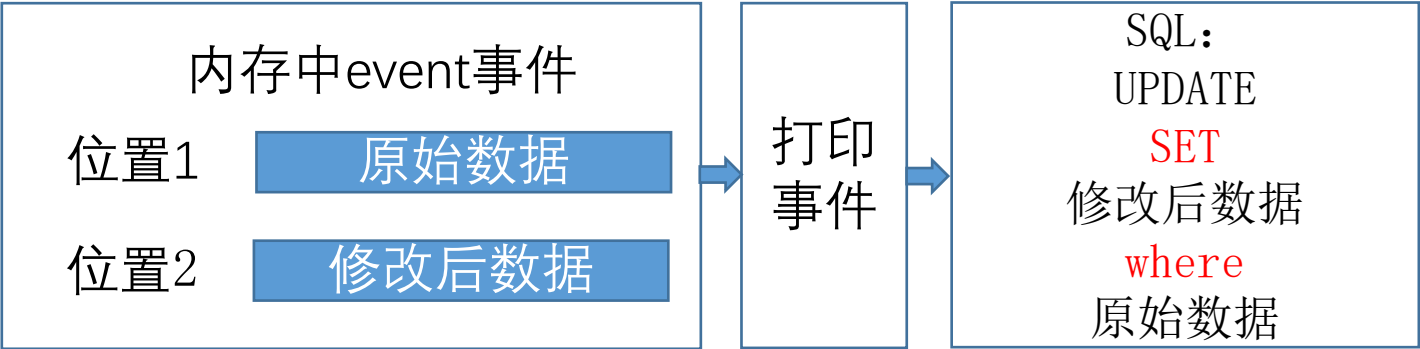 内存中event事件
位置1
原始数据
位置2
修改后数据
打印
事件
SQL：
UPDATE
SET
修改后数据
where
原始数据